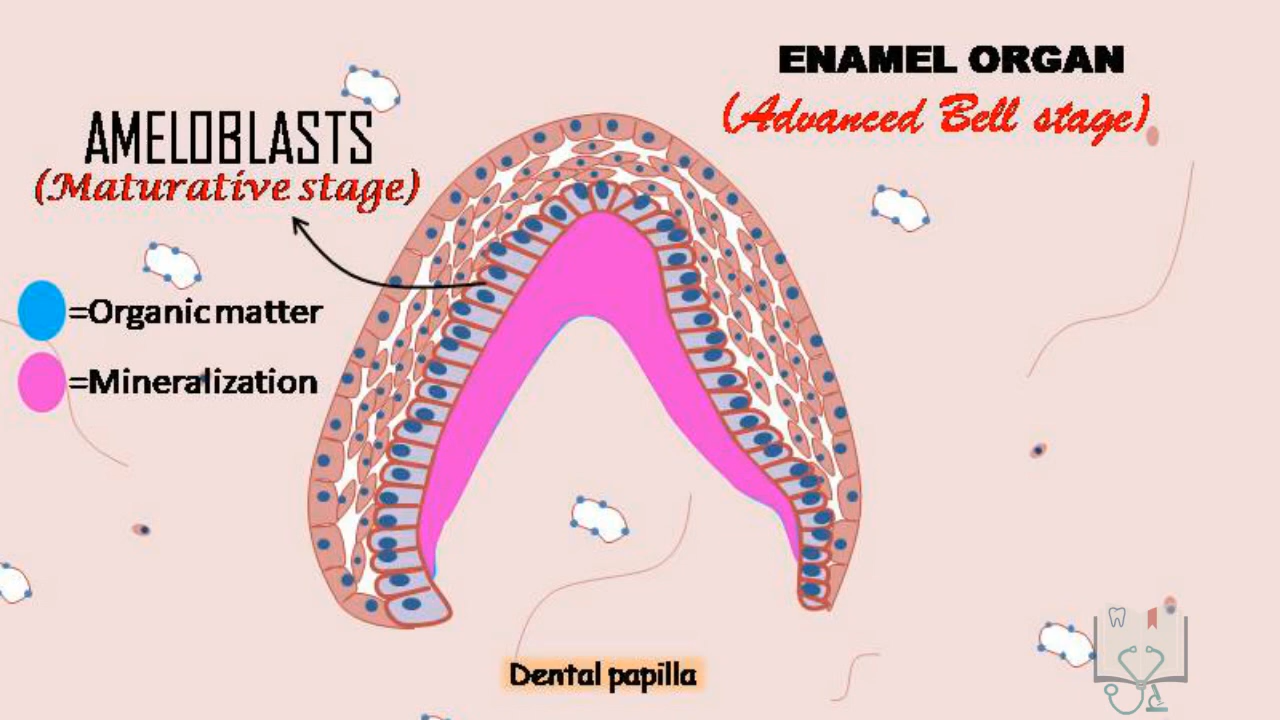 ENAMEL ORGAN
(Advanced Bell stage)
AMELOBLASTS
(Maturative stage)
=Organic matter
=Mineralization
Dental papilla